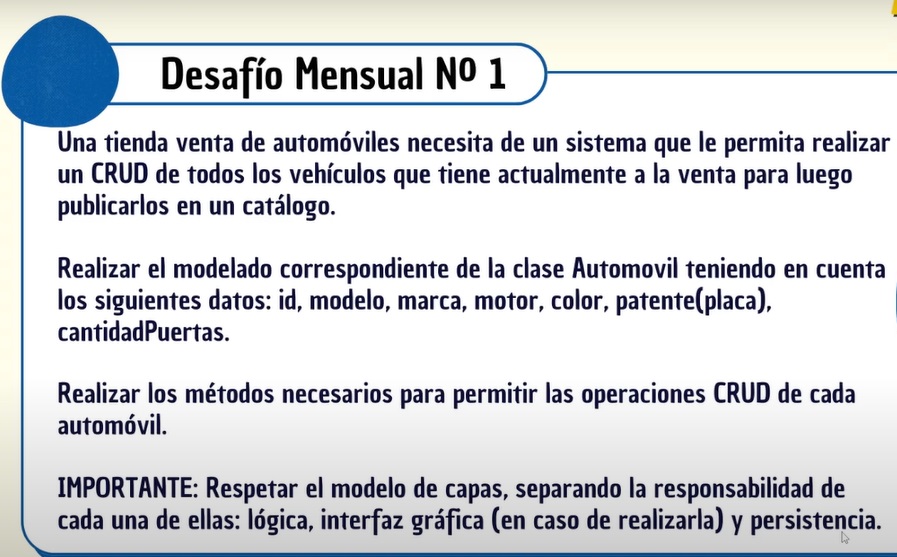 Desafío Mensual Nº 1
Una tienda venta de automóviles necesita de un sistema que le permita realizar
un CRUD de todos los vehículos que tiene actualmente a la venta para luego
publicarlos en un catálogo.
Realizar el modelado correspondiente de la clase Automovil teniendo en cuenta
los siguientes datos: id, modelo, marca, motor, color, patente(placa),
cantidadPuertas.
Realizar los métodos necesarios para permitir las operaciones CRUD de cada
automóvil.
IMPORTANTE: Respetar el modelo de capas, separando la responsabilidad de
cada una de ellas: lógica, interfaz gráfica (en caso de realizarla) y persistencia.